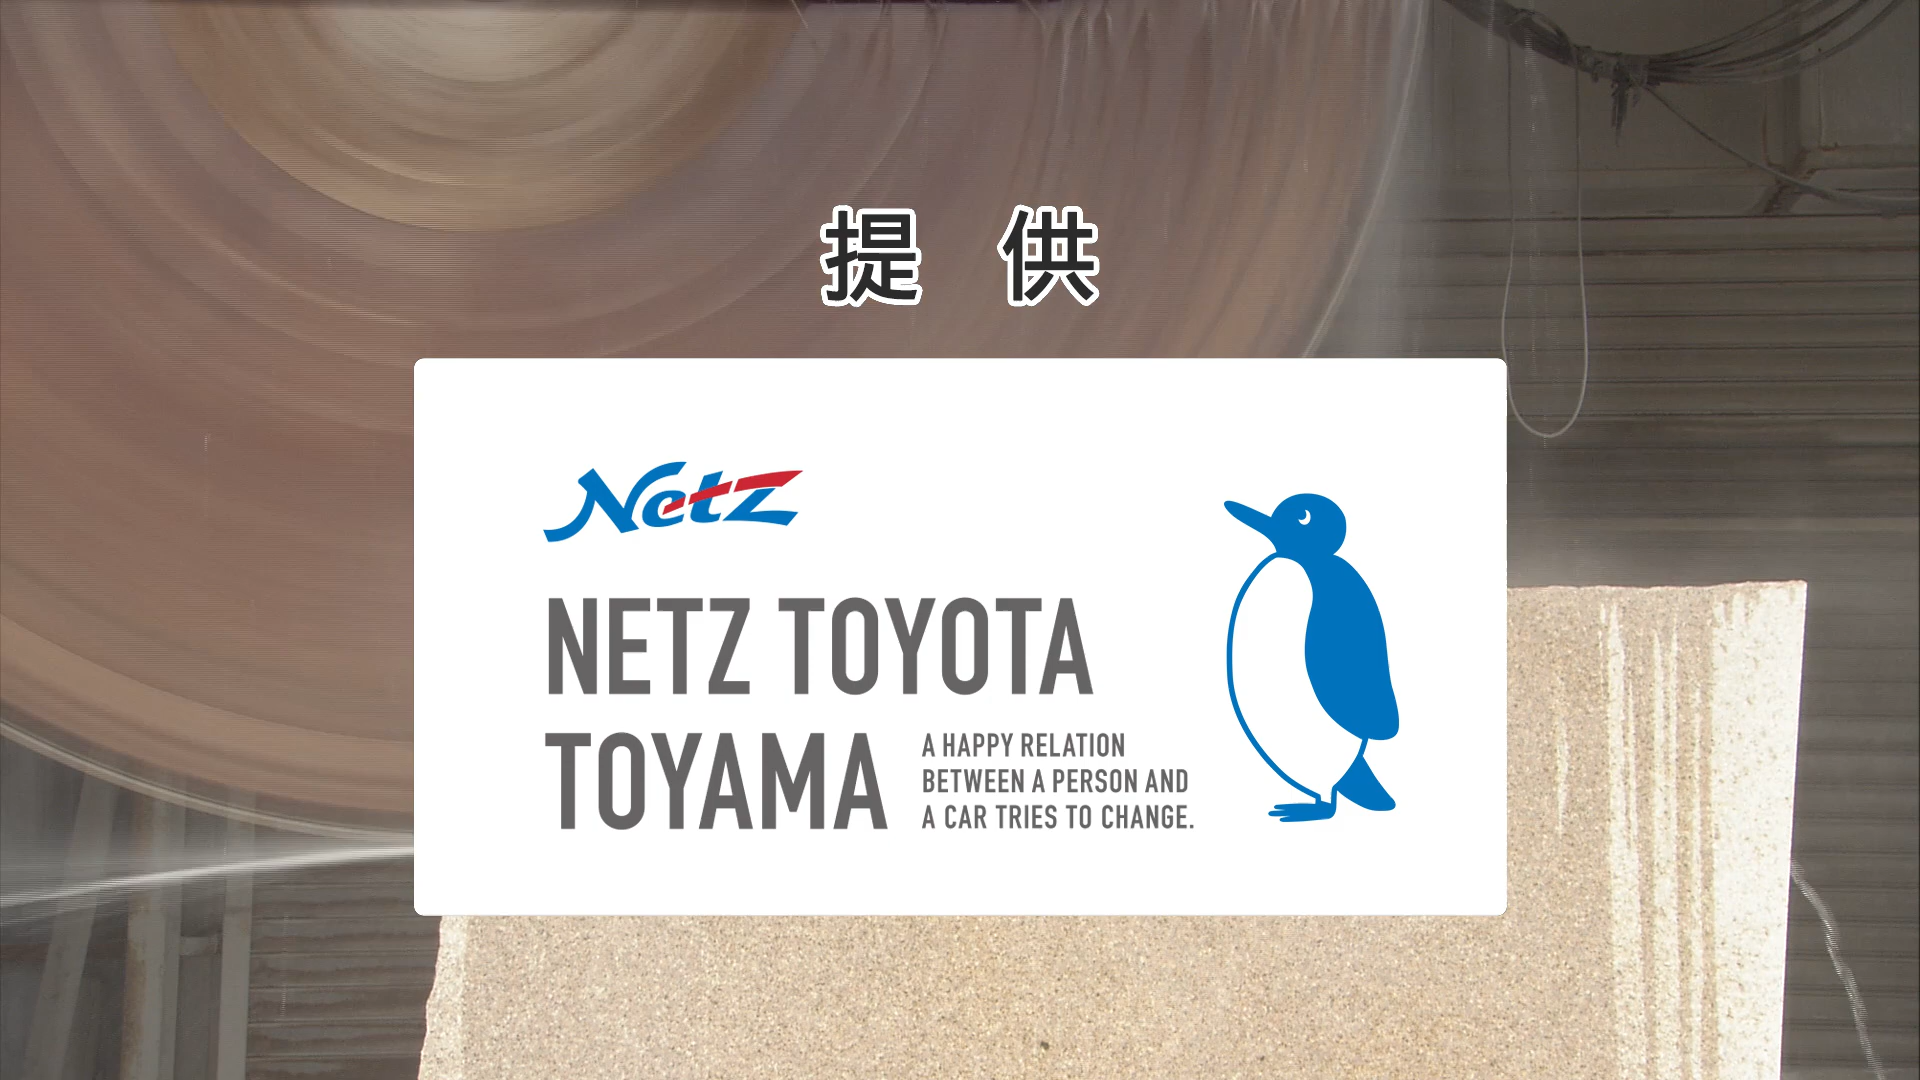 提供
Netz
NETZ TOYOTA
TOYAMA
A HAPPY RELATION
BETWEEN A PERSON AND
A CAR TRIES TO CHANGE.